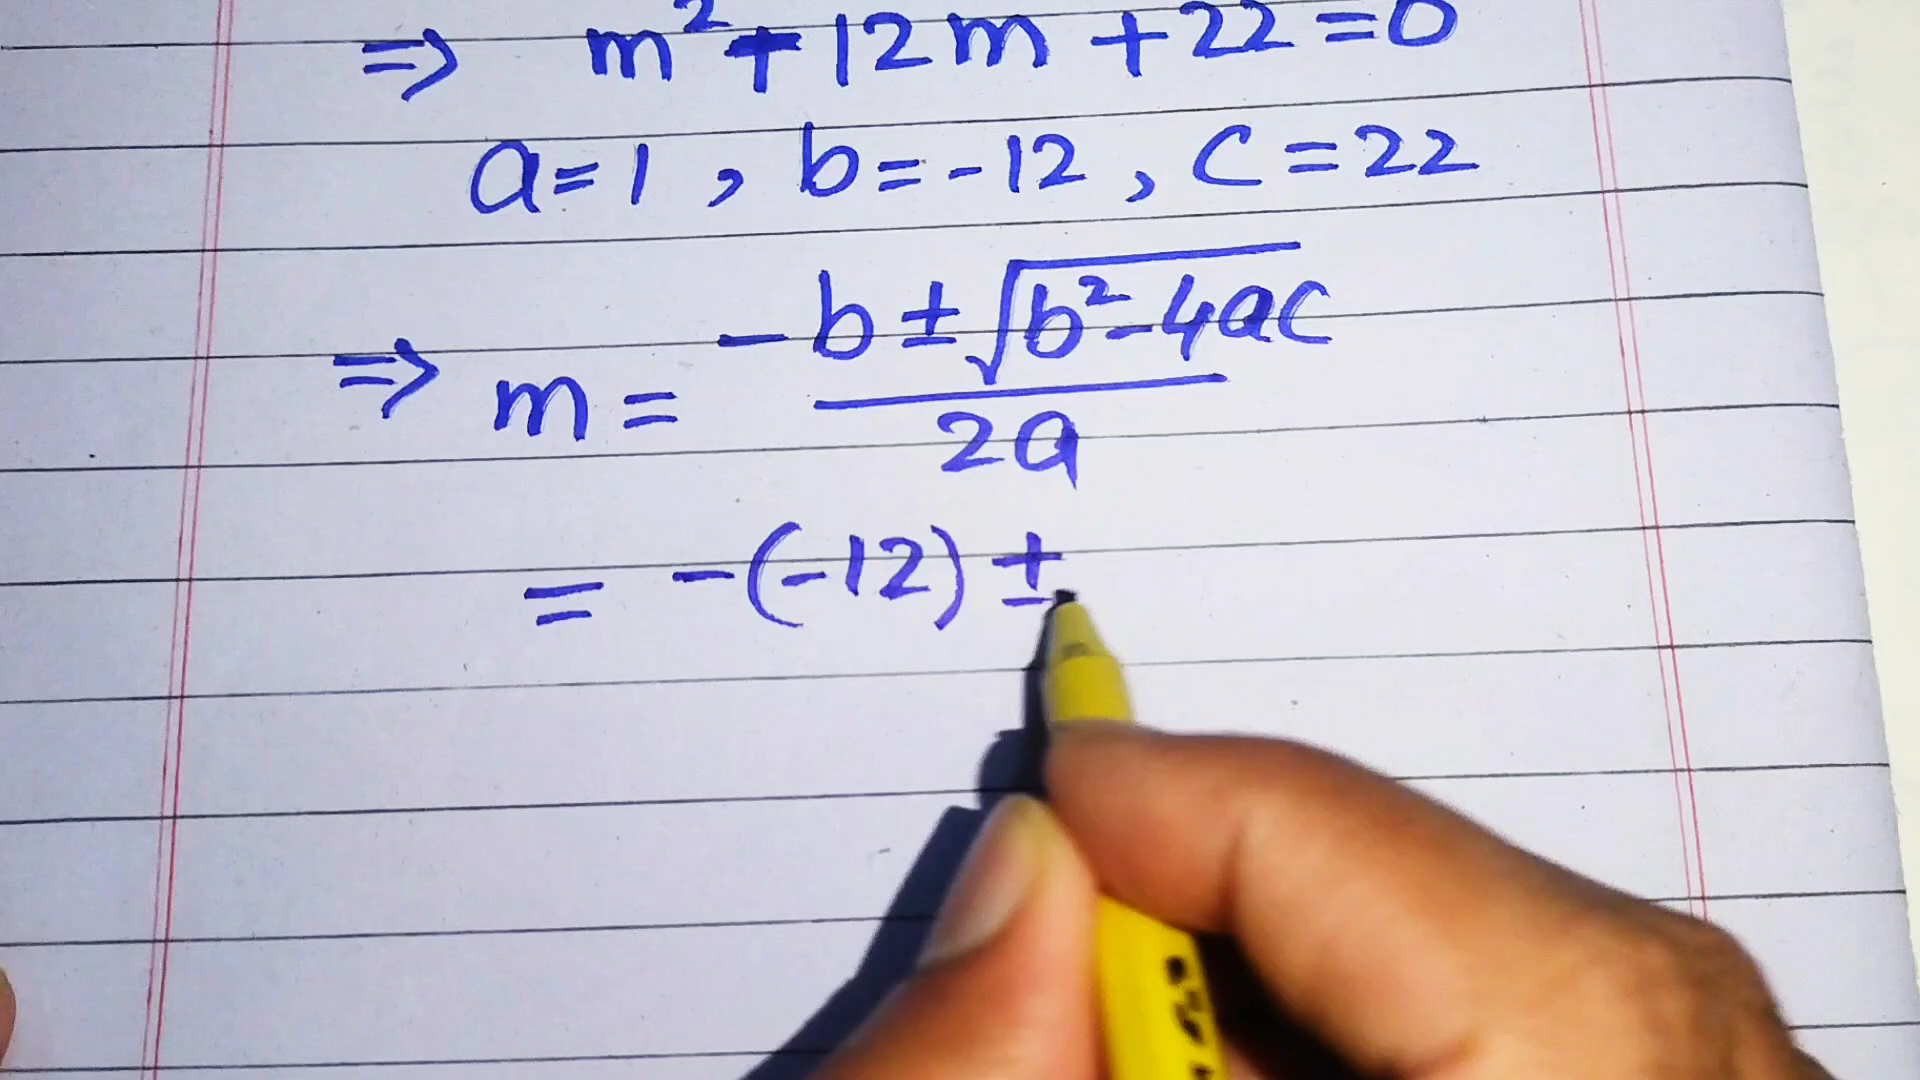 ⇒ m² + 12m + 22 = 0
a = 1 , b = -12 , c = 22
⇒ m = (-b ± √(b² - 4ac)) / 2a
= -(-12) ±